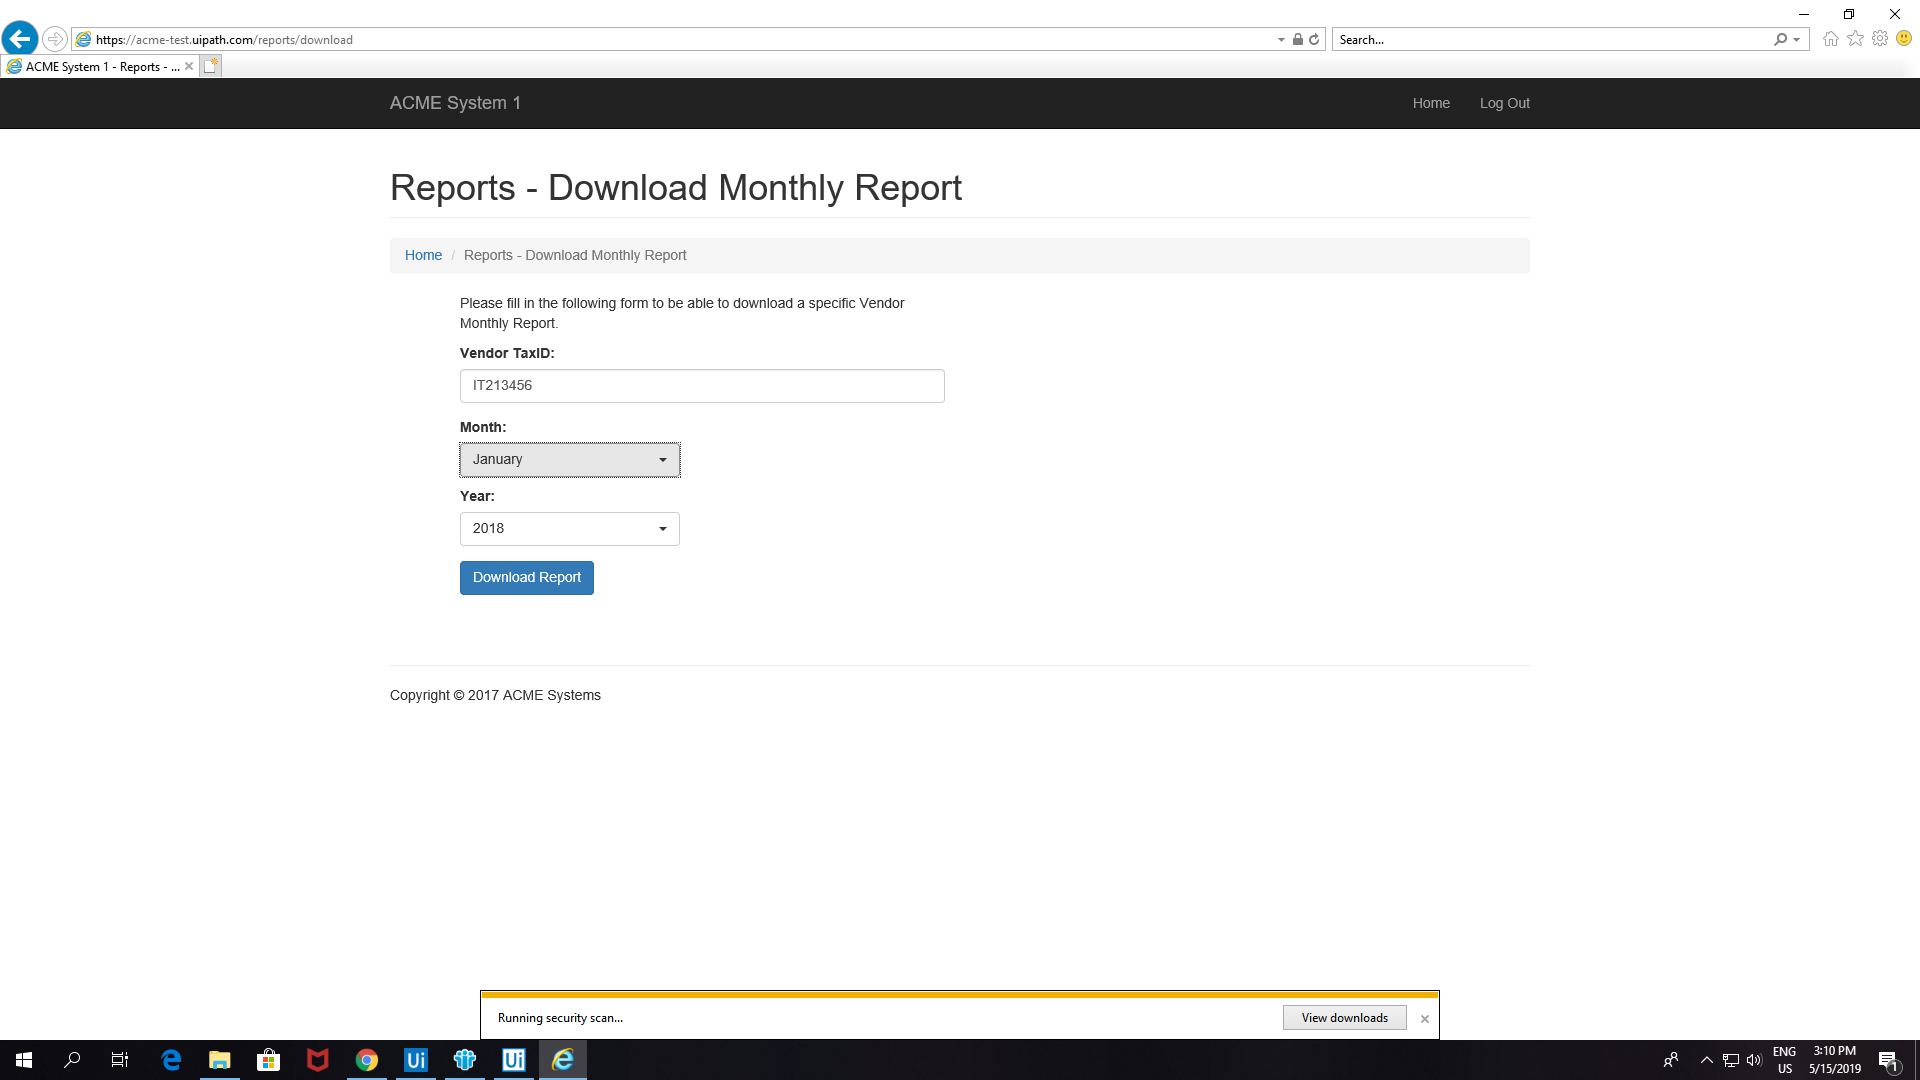 https://acme-test.uipath.com/reports/download
Search...
ACME System 1 - Reports - ...
ACME System 1
Home
Log Out
Reports - Download Monthly Report
Home / Reports - Download Monthly Report
Please fill in the following form to be able to download a specific Vendor
Monthly Report.
Vendor TaxID:
IT213456
Month:
January
Year:
2018
Download Report
Copyright © 2017 ACME Systems
Running security scan...
View downloads
Ui
Ui
ENG
US
3:10 PM
5/15/2019
1